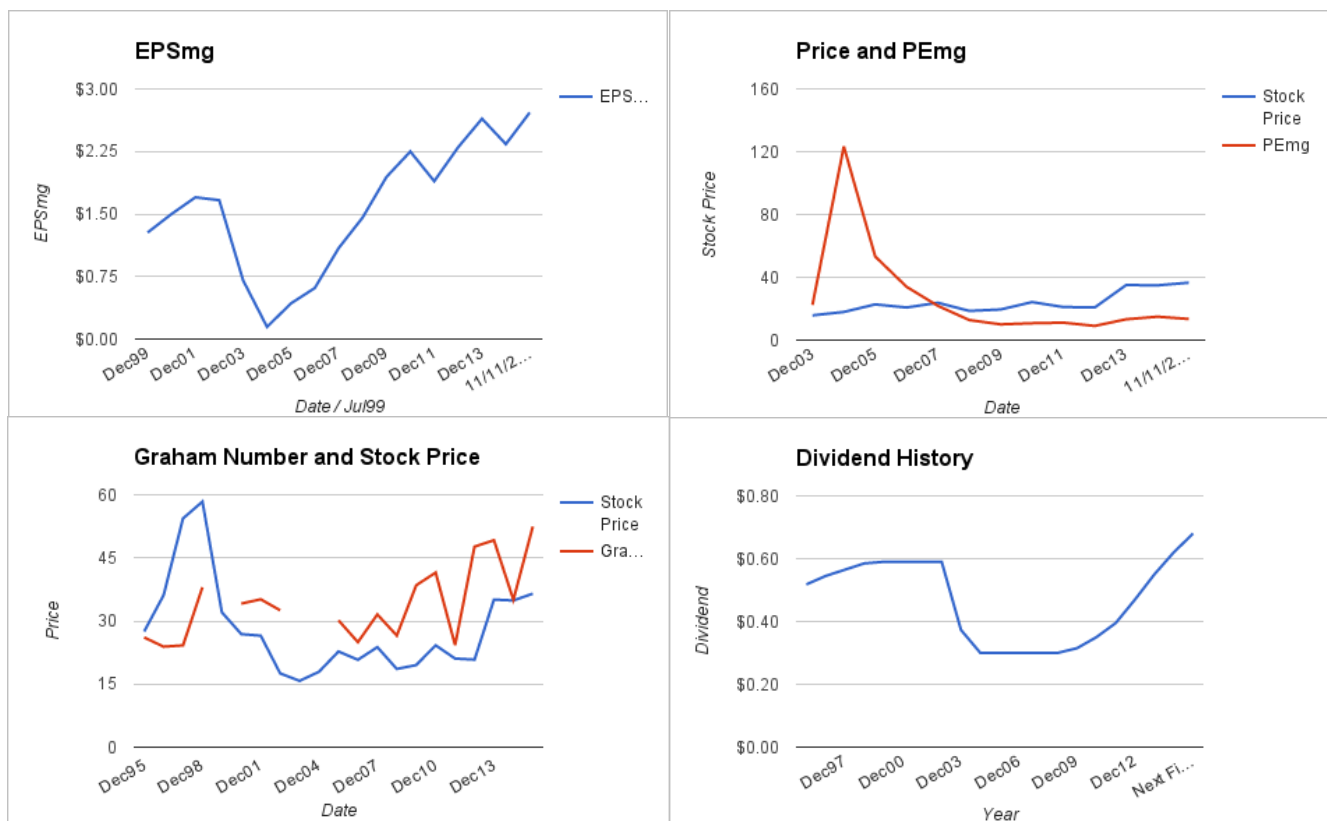 EPSmg
$3.00
$2.25
$1.50
$0.75
$0.00
EPSmg
Dec99
Dec01
Dec03
Dec05
Dec07
Dec09
Dec11
Dec13
11/11/2...
Date / Jul99
EPS...
Price and PEmg
160
120
80
40
0
Stock Price
Dec03
Dec05
Dec07
Dec09
Dec11
Dec13
11/11/2...
Date
Stock
Price
PEmg
Graham Number and Stock Price
60
45
30
15
0
Price
Dec95
Dec98
Dec01
Dec04
Dec07
Dec10
Dec13
Date
Stock
Price
Gra...
Dividend History
$0.80
$0.60
$0.40
$0.20
$0.00
Dividend
Dec97
Dec00
Dec03
Dec06
Dec09
Dec12
Next Fi...
Year